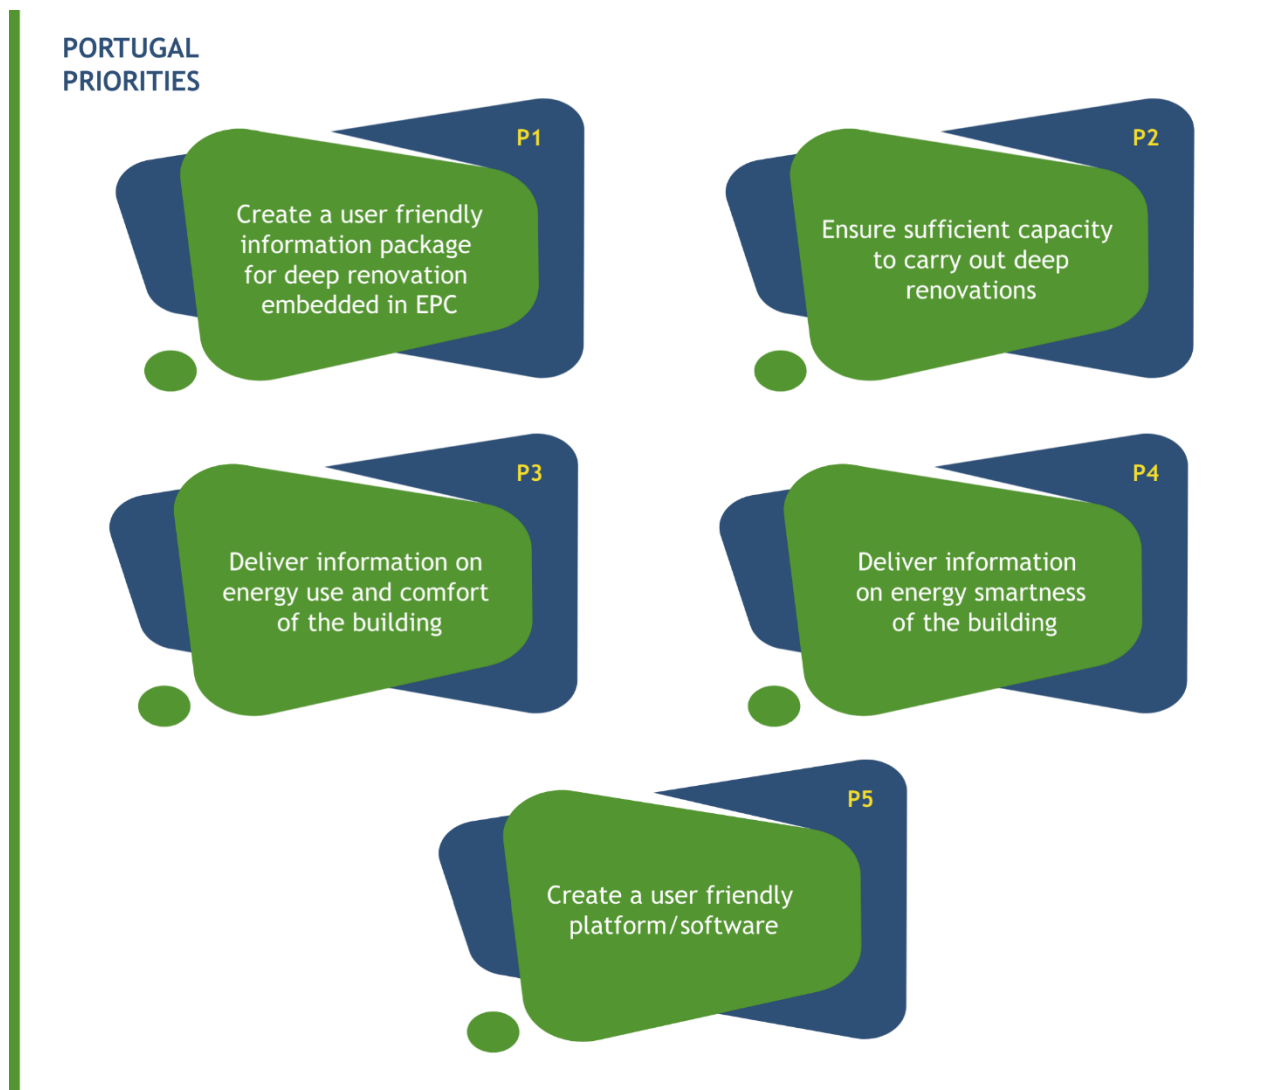 PORTUGAL
PRIORITIES
P1
Create a user friendly
information package
for deep renovation
embedded in EPC
P2
Ensure sufficient capacity
to carry out deep
renovations
P3
Deliver information on
energy use and comfort
of the building
P4
Deliver information
on energy smartness
of the building
P5
Create a user friendly
platform/software